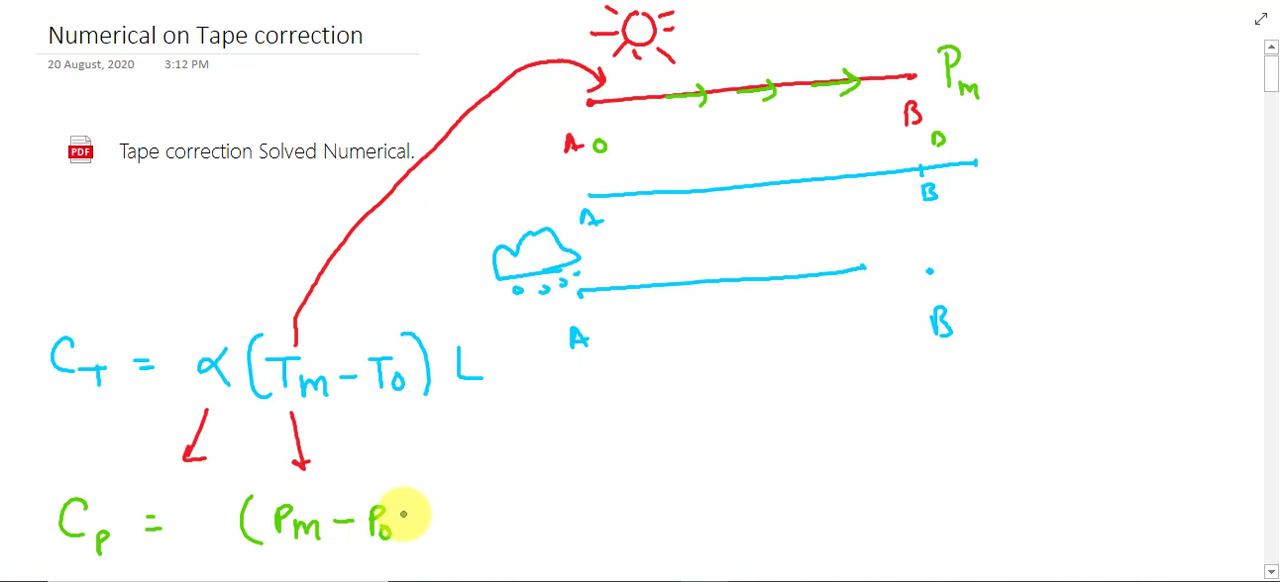 Numerical on Tape correction
20 August, 2020 3:12 PM
Pm
B
A O
D
PDF Tape correction Solved Numerical.
B
A
A
B
CT = α (Tm - To) L
Cp = (Pm - Po